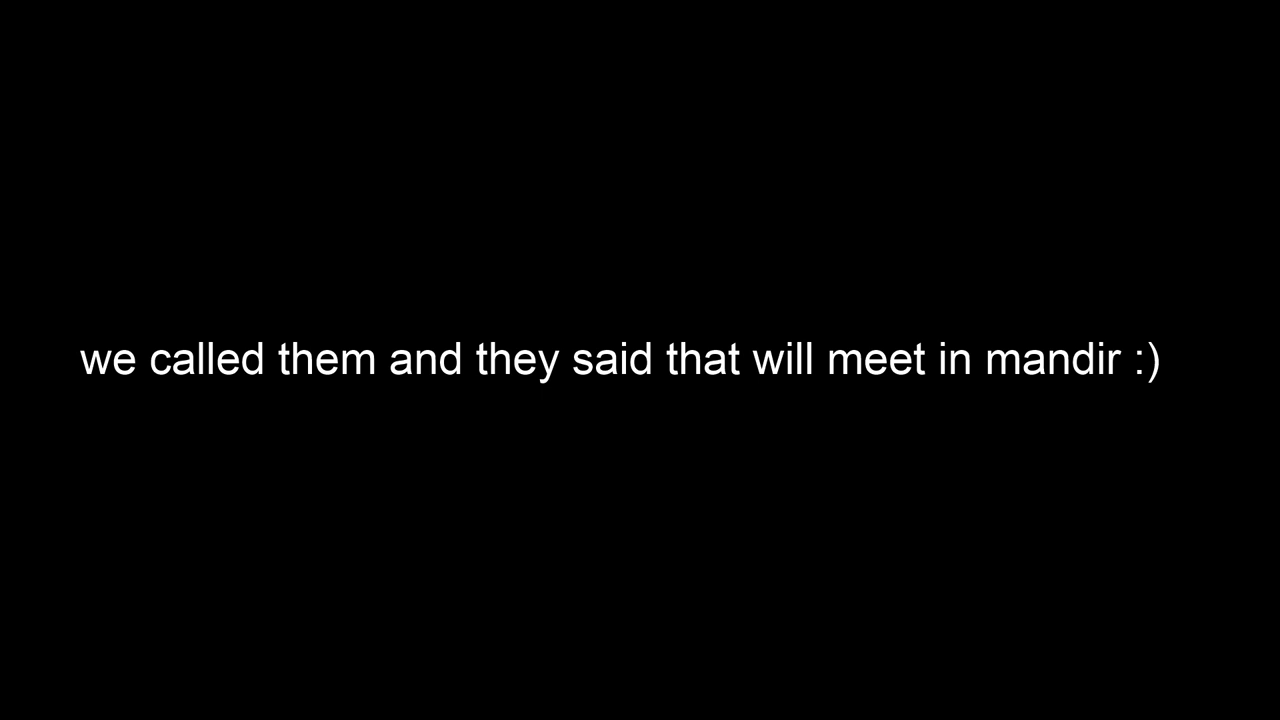 we called them and they said that will meet in mandir :)